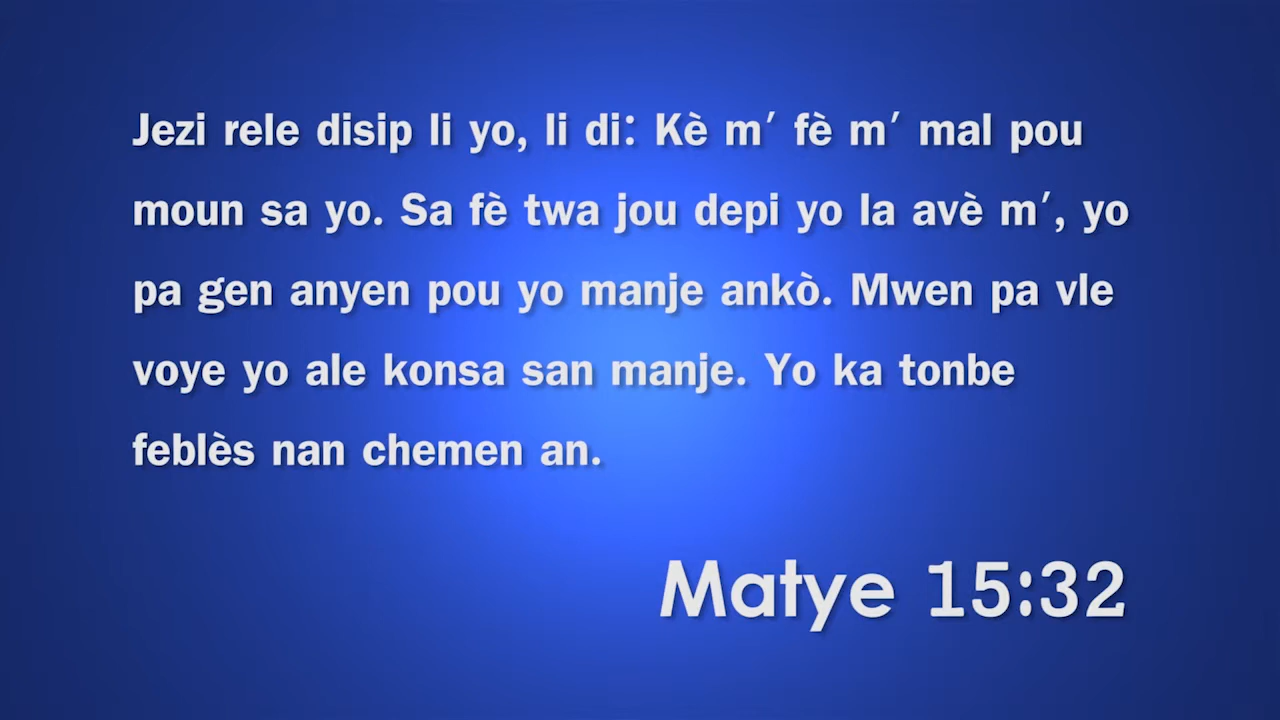 Jezi rele disip li yo, li di: Kè m′ fè m′ mal pou
moun sa yo. Sa fè twa jou depi yo la avè m′, yo
pa gen anyen pou yo manje ankò. Mwen pa vle
voye yo ale konsa san manje. Yo ka tonbe
feblès nan chemen an.
Matye 15:32